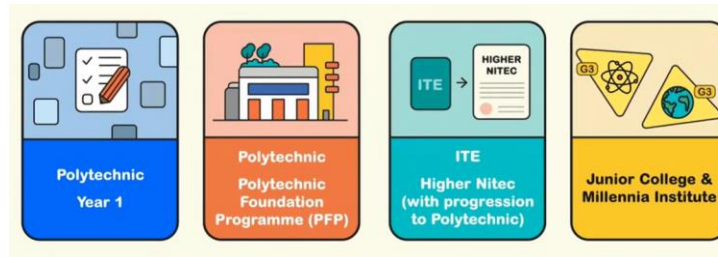 Polytechnic
Year 1
Polytechnic
Polytechnic
Foundation
Programme (PFP)
ITE
HIGHER
NITEC
ITE
Higher Nitec
(with progression
to Polytechnic)
G3
G3
Junior College &
Millennia Institute